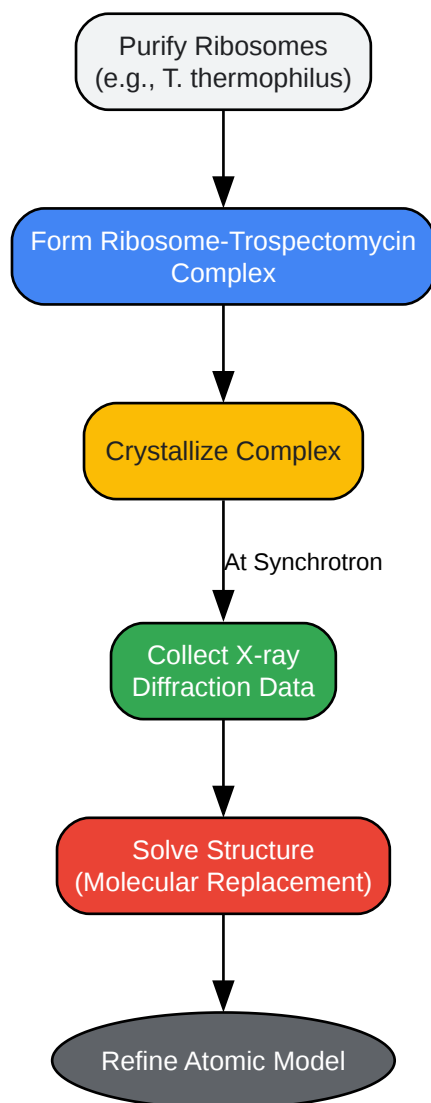 Purify Ribosomes
(e.g., T. thermophilus)
Form Ribosome-Trospectomycin
Complex
Crystallize Complex
At Synchrotron
Collect X-ray
Diffraction Data
Solve Structure
(Molecular Replacement)
Refine Atomic Model